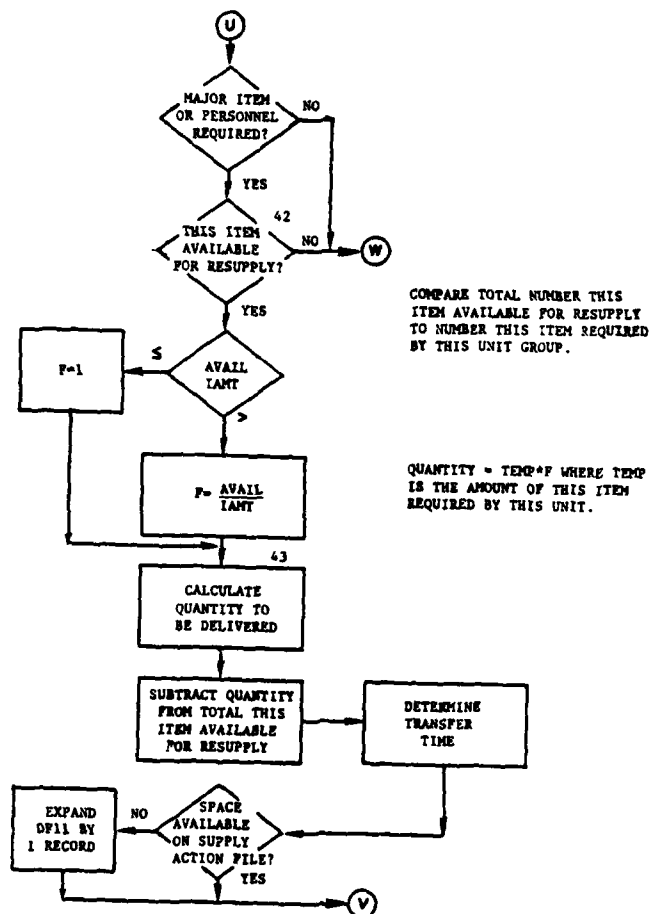 U
MAJOR ITEM
OR PERSONNEL
REQUIRED?
NO
YES
42
THIS ITEM
AVAILABLE
FOR RESUPPLY?
NO
W
YES
COMPARE TOTAL NUMBER THIS
ITEM AVAILABLE FOR RESUPPLY
TO NUMBER THIS ITEM REQUIRED
BY THIS UNIT GROUP.
F=1
≤
AVAIL
IAMT
>
F= AVAIL
IAMT
QUANTITY = TEMP*F WHERE TEMP
IS THE AMOUNT OF THIS ITEM
REQUIRED BY THIS UNIT.
43
CALCULATE
QUANTITY TO
BE DELIVERED
SUBTRACT QUANTITY
FROM TOTAL THIS
ITEM AVAILABLE
FOR RESUPPLY
DETERMINE
TRANSFER
TIME
EXPAND
DF11 BY
1 RECORD
NO
SPACE
AVAILABLE
ON SUPPLY
ACTION FILE?
YES
V